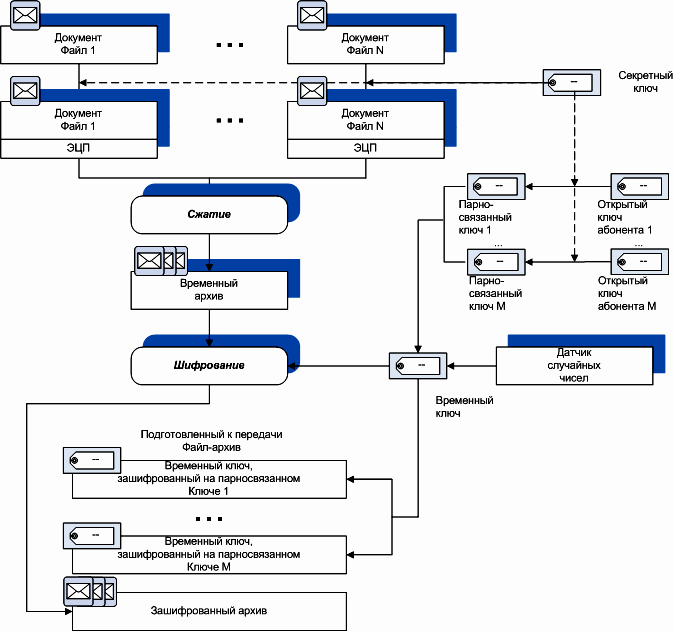 Документ
Файл 1
...
Документ
Файл N
--
Секретный
ключ
Документ
Файл 1
ЭЦП
...
Документ
Файл N
ЭЦП
--
Парно-
связанный
ключ 1
--
Открытый
ключ
абонента 1
...
...
--
Парно-
связанный
ключ M
--
Открытый
ключ
абонента M
Сжатие
Временный
архив
Шифрование
--
Временный
ключ
Датчик
случайных
чисел
Подготовленный к передачи
Файл-архив
--
Временный ключ,
зашифрованный на парносвязанном
Ключе 1
...
--
Временный ключ,
зашифрованный на парносвязанном
Ключе M
Зашифрованный архив